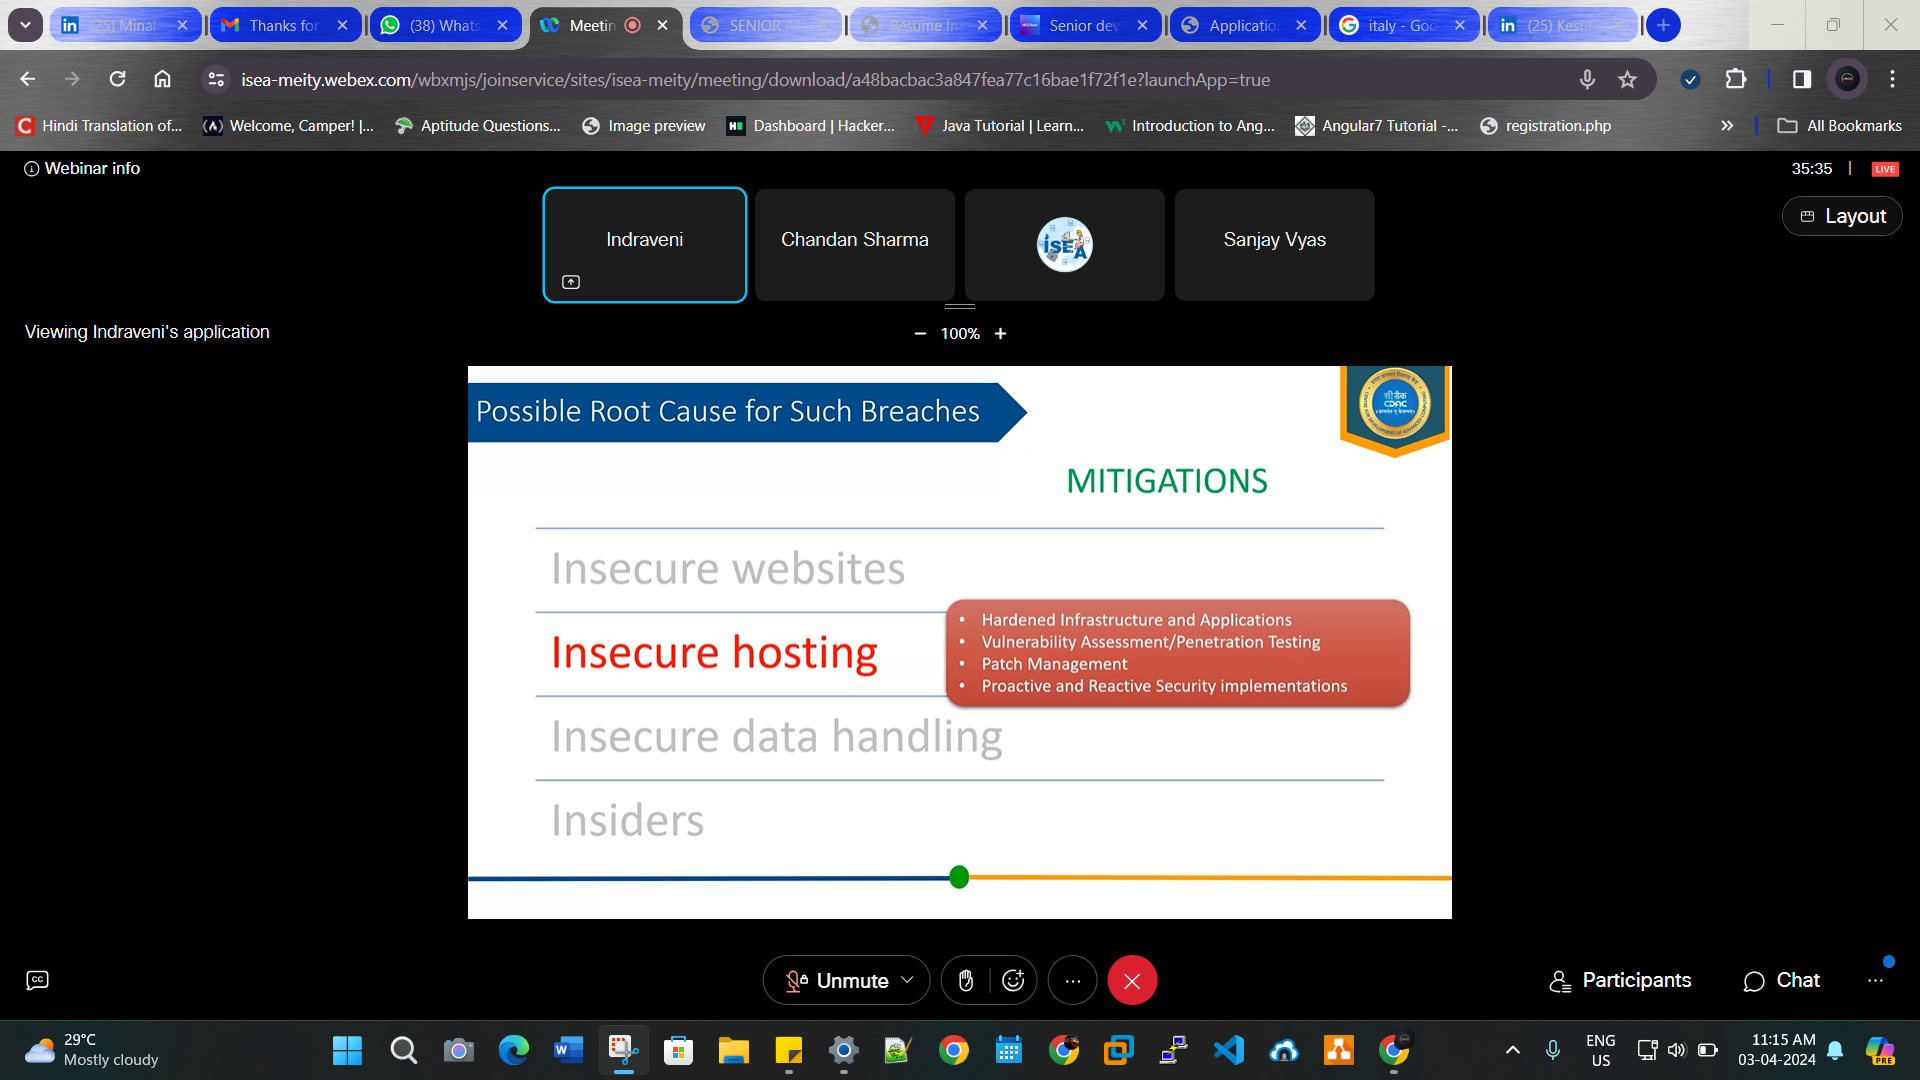 (25) Minal
Thanks for
(38) Whats
Meetin
SENIOR
Resume In
Senior dev
Applicatio
italy - Goo
(25) Kesh
isea-meity.webex.com/wbxmjs/joinservice/sites/isea-meity/meeting/download/a48bacbac3a847fea77c16bae1f72f1e?launchApp=true
Hindi Translation of...
Welcome, Camper! |...
Aptitude Questions...
Image preview
Dashboard | Hacker...
Java Tutorial | Learn...
Introduction to Ang...
Angular7 Tutorial -...
registration.php
All Bookmarks
Webinar info
35:35
LIVE
Layout
Indraveni
Chandan Sharma
ISEA
Sanjay Vyas
Viewing Indraveni's application
100%
Possible Root Cause for Such Breaches
सी डैक
CDAC
MITIGATIONS
Insecure websites
Insecure hosting
• Hardened Infrastructure and Applications
• Vulnerability Assessment/Penetration Testing
• Patch Management
• Proactive and Reactive Security implementations
Insecure data handling
Insiders
Unmute
Participants
Chat
29°C
Mostly cloudy
ENG
US
11:15 AM
03-04-2024
PRE